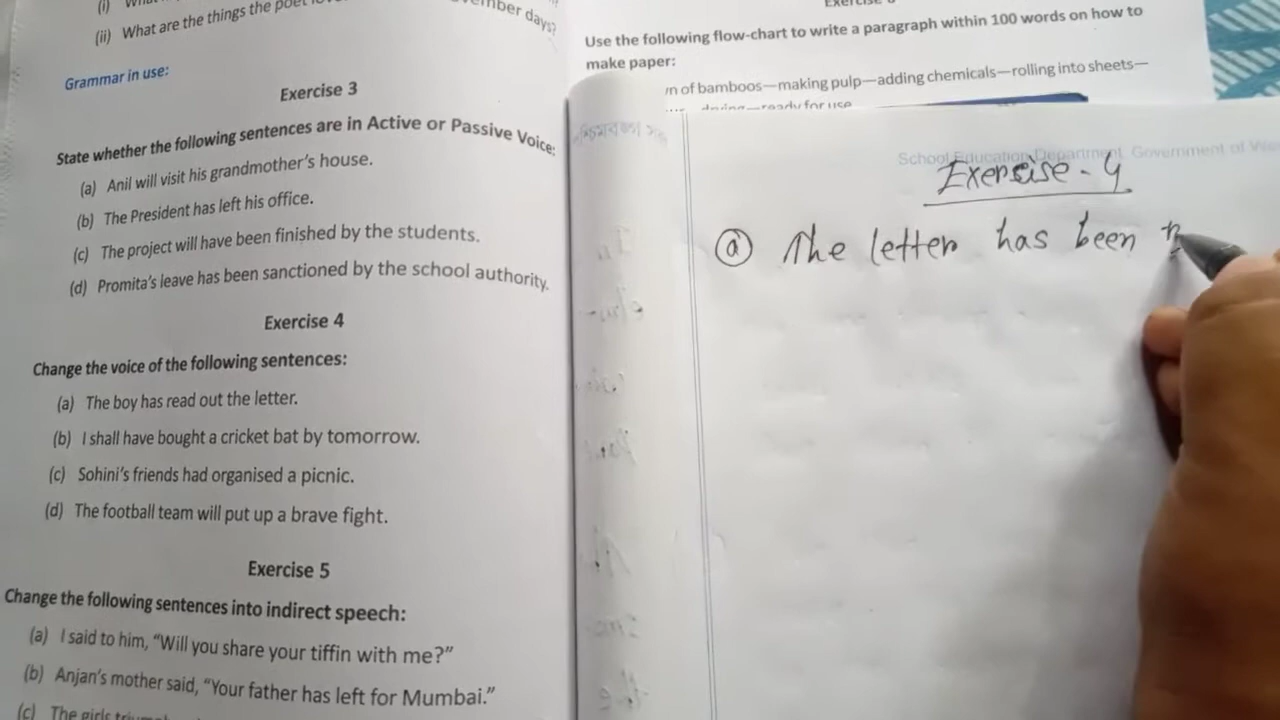 (ii) What are the things the poet
days?
Grammar in use:
Exercise 3
State whether the following sentences are in Active or Passive Voice:
(a) Anil will visit his grandmother's house.
(b) The President has left his office.
(c) The project will have been finished by the students.
(d) Promita's leave has been sanctioned by the school authority.
Exercise 4
Change the voice of the following sentences:
(a) The boy has read out the letter.
(b) I shall have bought a cricket bat by tomorrow.
(c) Sohini's friends had organised a picnic.
(d) The football team will put up a brave fight.
Exercise 5
Change the following sentences into indirect speech:
(a) I said to him, “Will you share your tiffin with me?”
(b) Anjan's mother said, “Your father has left for Mumbai.”
(c) The girls
Use the following flow-chart to write a paragraph within 100 words on how to
make paper:
of bamboos—making pulp—adding chemicals—rolling into sheets—
drying—ready for use
School Education Department, Government of
Exercise - 4
(a) The letter has been